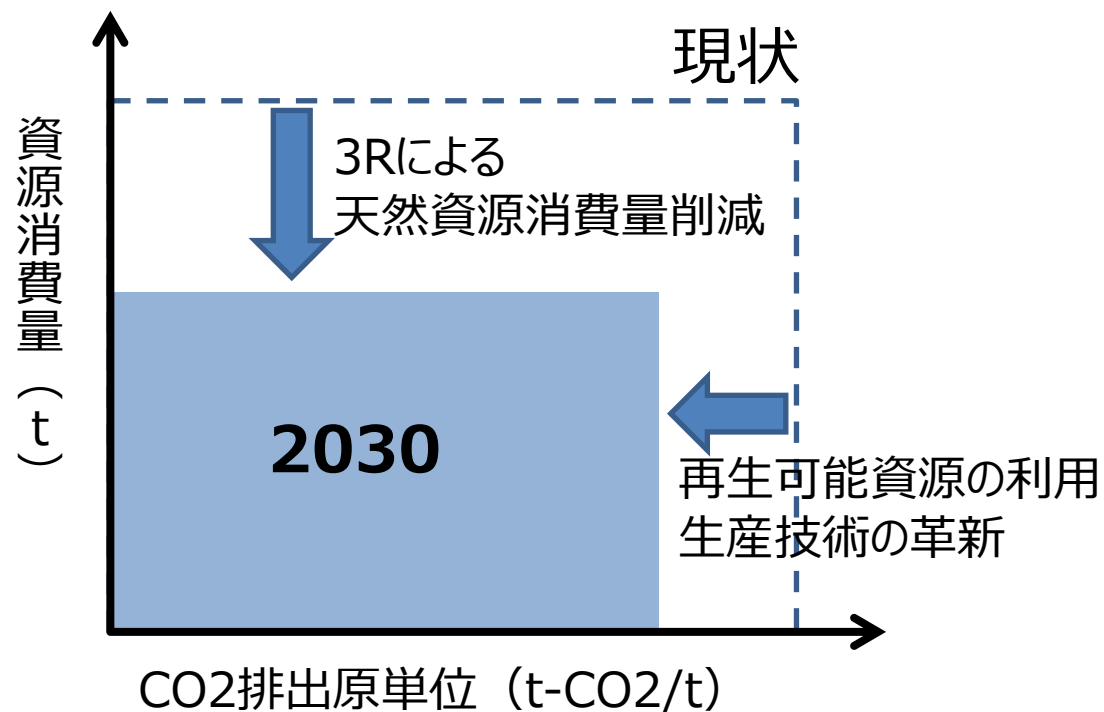 現状
資源消費量（t）
3Rによる
天然資源消費量削減
2030
再生可能資源の利用
生産技術の革新
CO2排出原単位（t-CO2/t）